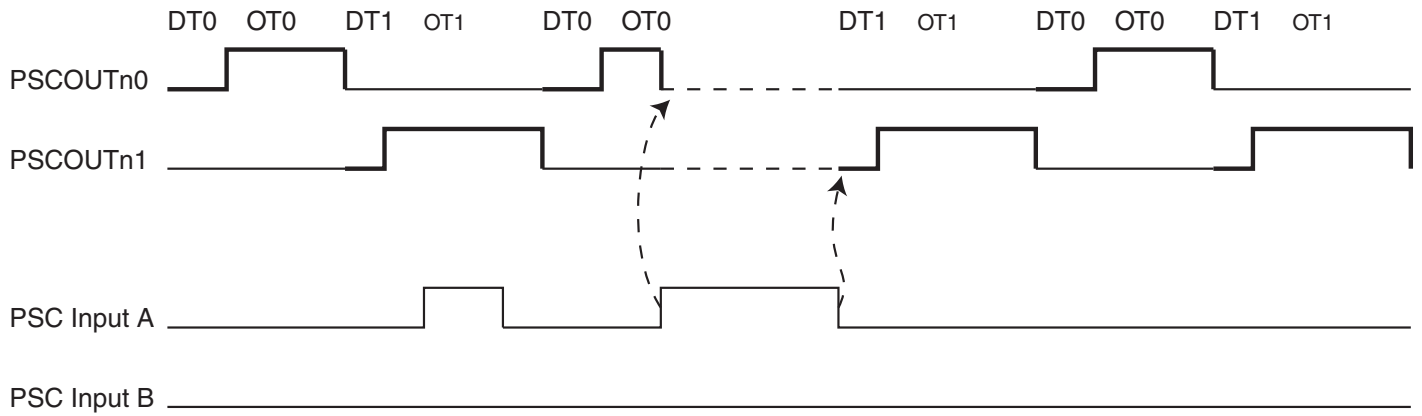 DT0 OT0 DT1 OT1 DT0 OT0 DT1 OT1 DT0 OT0 DT1 OT1
PSCOUTn0
PSCOUTn1
PSC Input A
PSC Input B